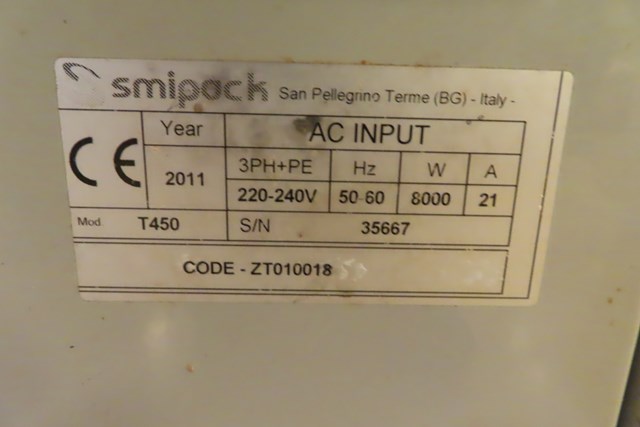 smipack San Pellegrino Terme (BG) - Italy -
CE Year AC INPUT
3PH+PE Hz W A
2011 220-240V 50-60 8000 21
Mod. T450 S/N 35667
CODE - ZT010018